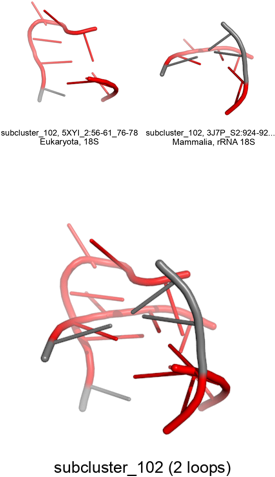 subcluster_102, 5XYI_2:56-61_76-78
Eukaryota, 18S
subcluster_102, 3J7P_S2:924-92...
Mammalia, rRNA 18S
subcluster_102 (2 loops)